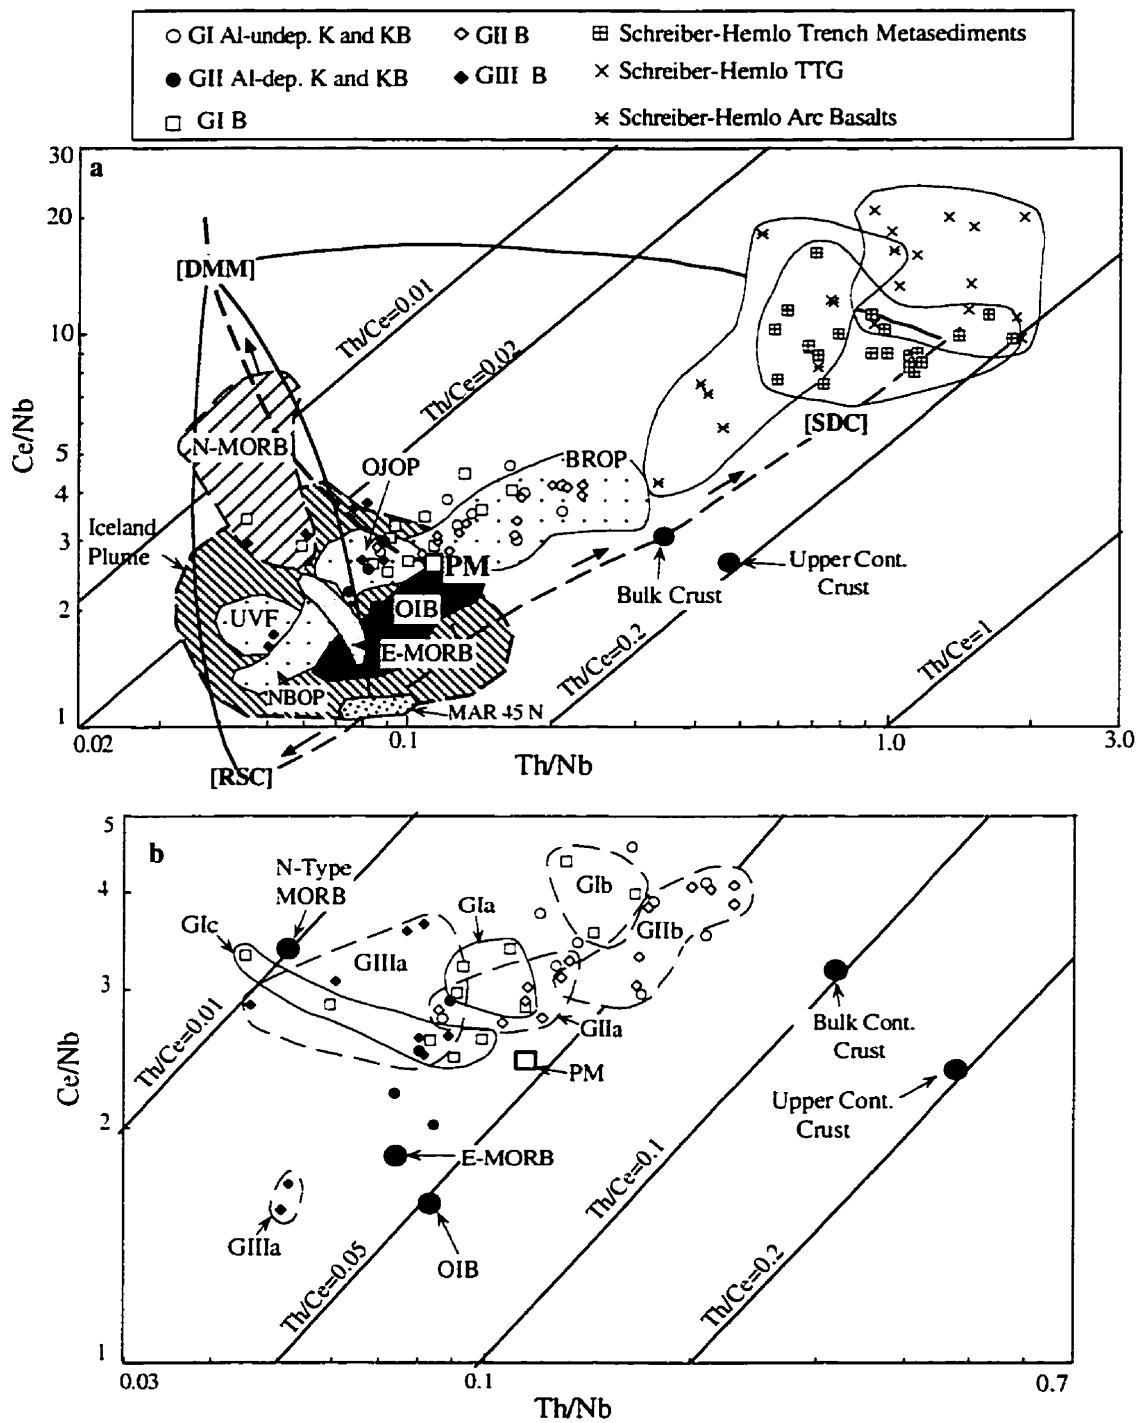 GI Al-undep. K and KB
GII B
Schreiber-Hemlo Trench Metasediments
GII Al-dep. K and KB
GIII B
Schreiber-Hemlo TTG
GI B
Schreiber-Hemlo Arc Basalts
a
30
20
10
5
4
3
2
1
Ce/Nb
[DMM]
Th/Ce=0.01
Th/Ce=0.02
N-MORB
OJOP
BROP
[SDC]
Iceland
Plume
PM
Bulk Crust
Upper Cont.
Crust
UVF
OIB
E-MORB
NBOP
MAR 45 N
Th/Ce=0.2
Th/Ce=1
0.02
0.1
1.0
3.0
[RSC]
Th/Nb
b
5
4
3
2
1
Ce/Nb
N-Type
MORB
GIc
GIIIa
GIa
GIb
GIIb
GIIa
PM
Th/Ce=0.01
Bulk Cont.
Crust
Upper Cont.
Crust
E-MORB
OIB
GIIIa
Th/Ce=0.05
Th/Ce=0.1
Th/Ce=0.2
0.03
0.1
0.7
Th/Nb